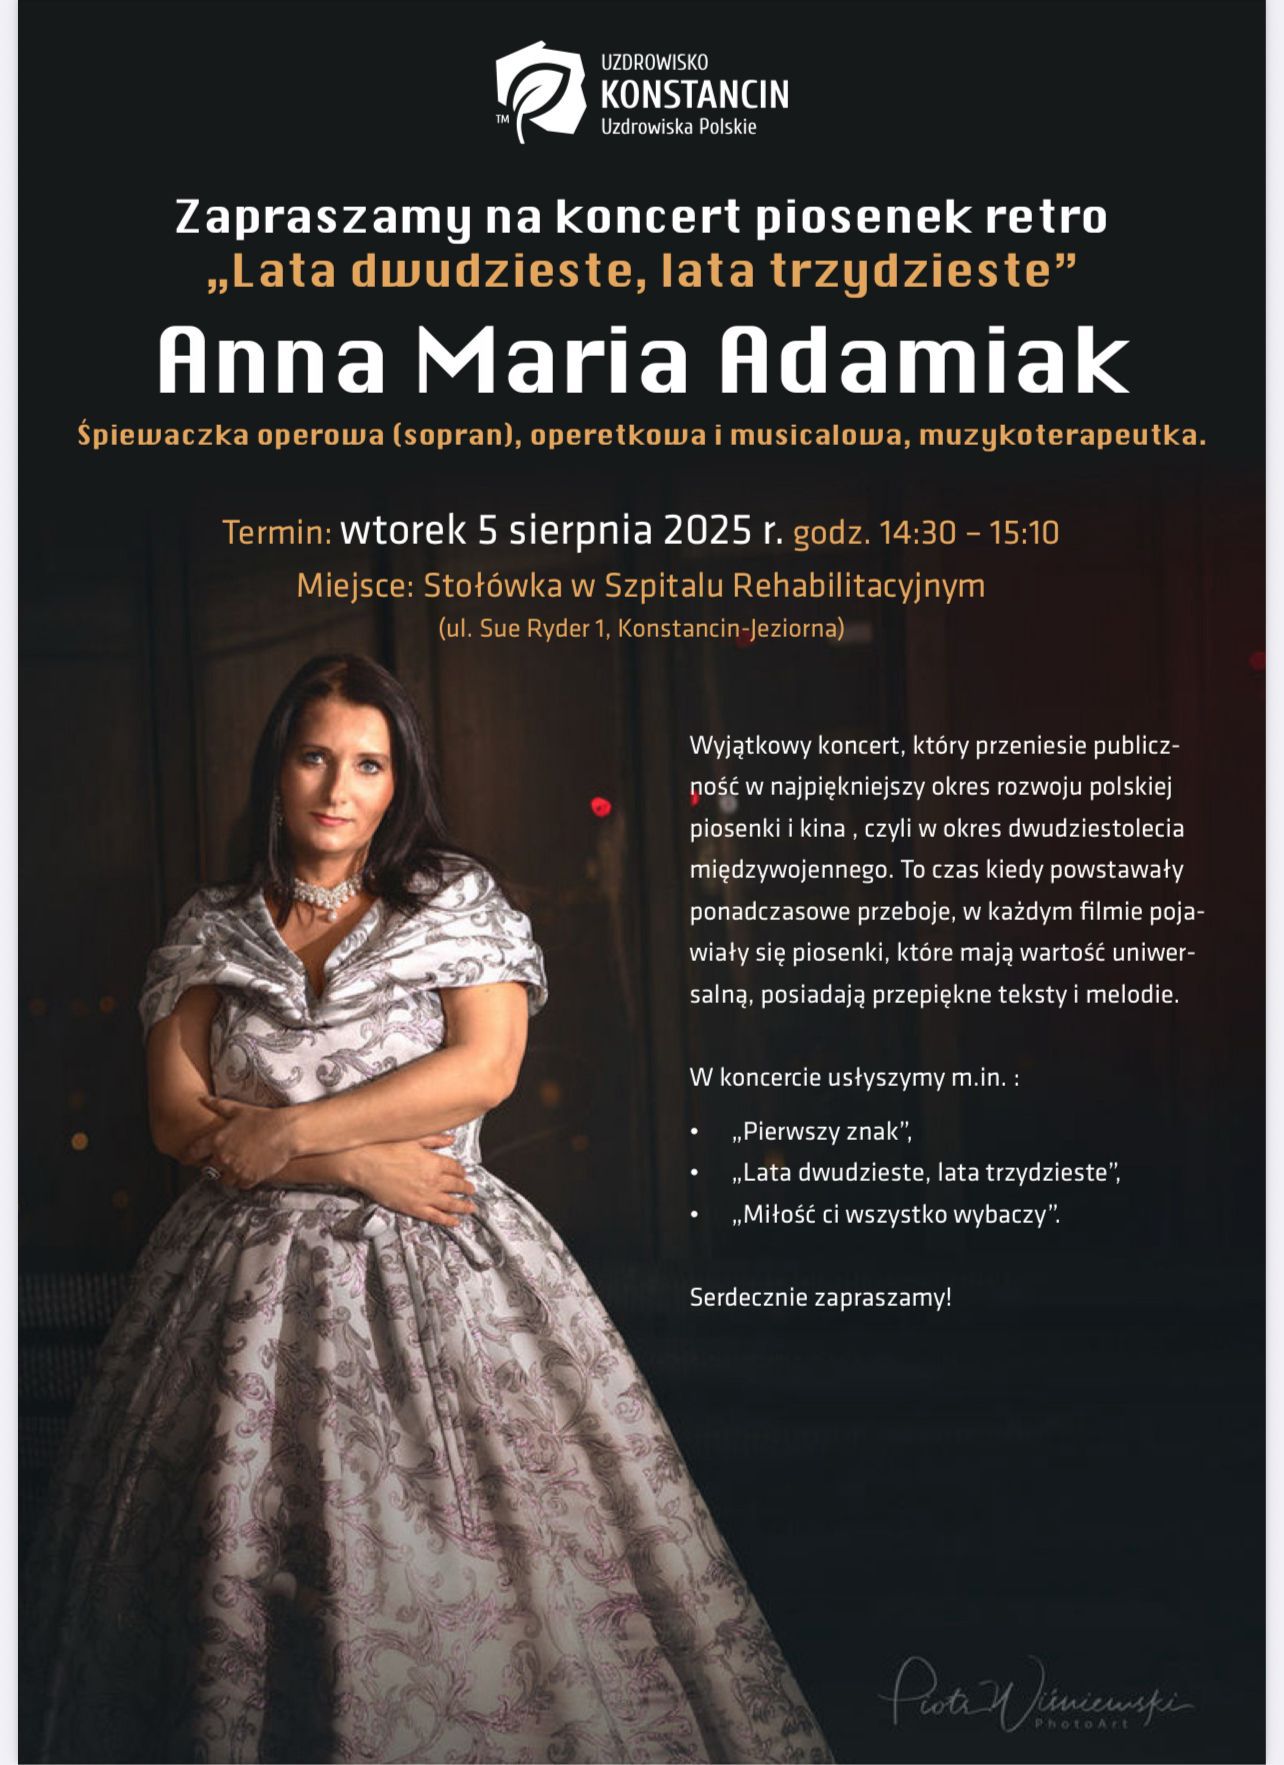 UZDROWISKO
KONSTANCIN
Uzdrowiska Polskie
TM
Zapraszamy na koncert piosenek retro
„Lata dwudzieste, lata trzydzieste”
Anna Maria Adamiak
Śpiewaczka operowa (sopran), operetkowa i musicalowa, muzykoterapeutka.
Termin: wtorek 5 sierpnia 2025 r. godz. 14:30 – 15:10
Miejsce: Stołówka w Szpitalu Rehabilitacyjnym
(ul. Sue Ryder 1, Konstancin-Jeziorna)
Wyjątkowy koncert, który przeniesie publicz-
ność w najpiękniejszy okres rozwoju polskiej
piosenki i kina , czyli w okres dwudziestolecia
międzywojennego. To czas kiedy powstawały
ponadczasowe przeboje, w każdym filmie poja-
wiały się piosenki, które mają wartość uniwer-
salną, posiadają przepiękne teksty i melodie.
W koncercie usłyszymy m.in. :
• „Pierwszy znak”,
• „Lata dwudzieste, lata trzydzieste”,
• „Miłość ci wszystko wybaczy”.
Serdecznie zapraszamy!
Piotr Wiśniewski
PhotoArt